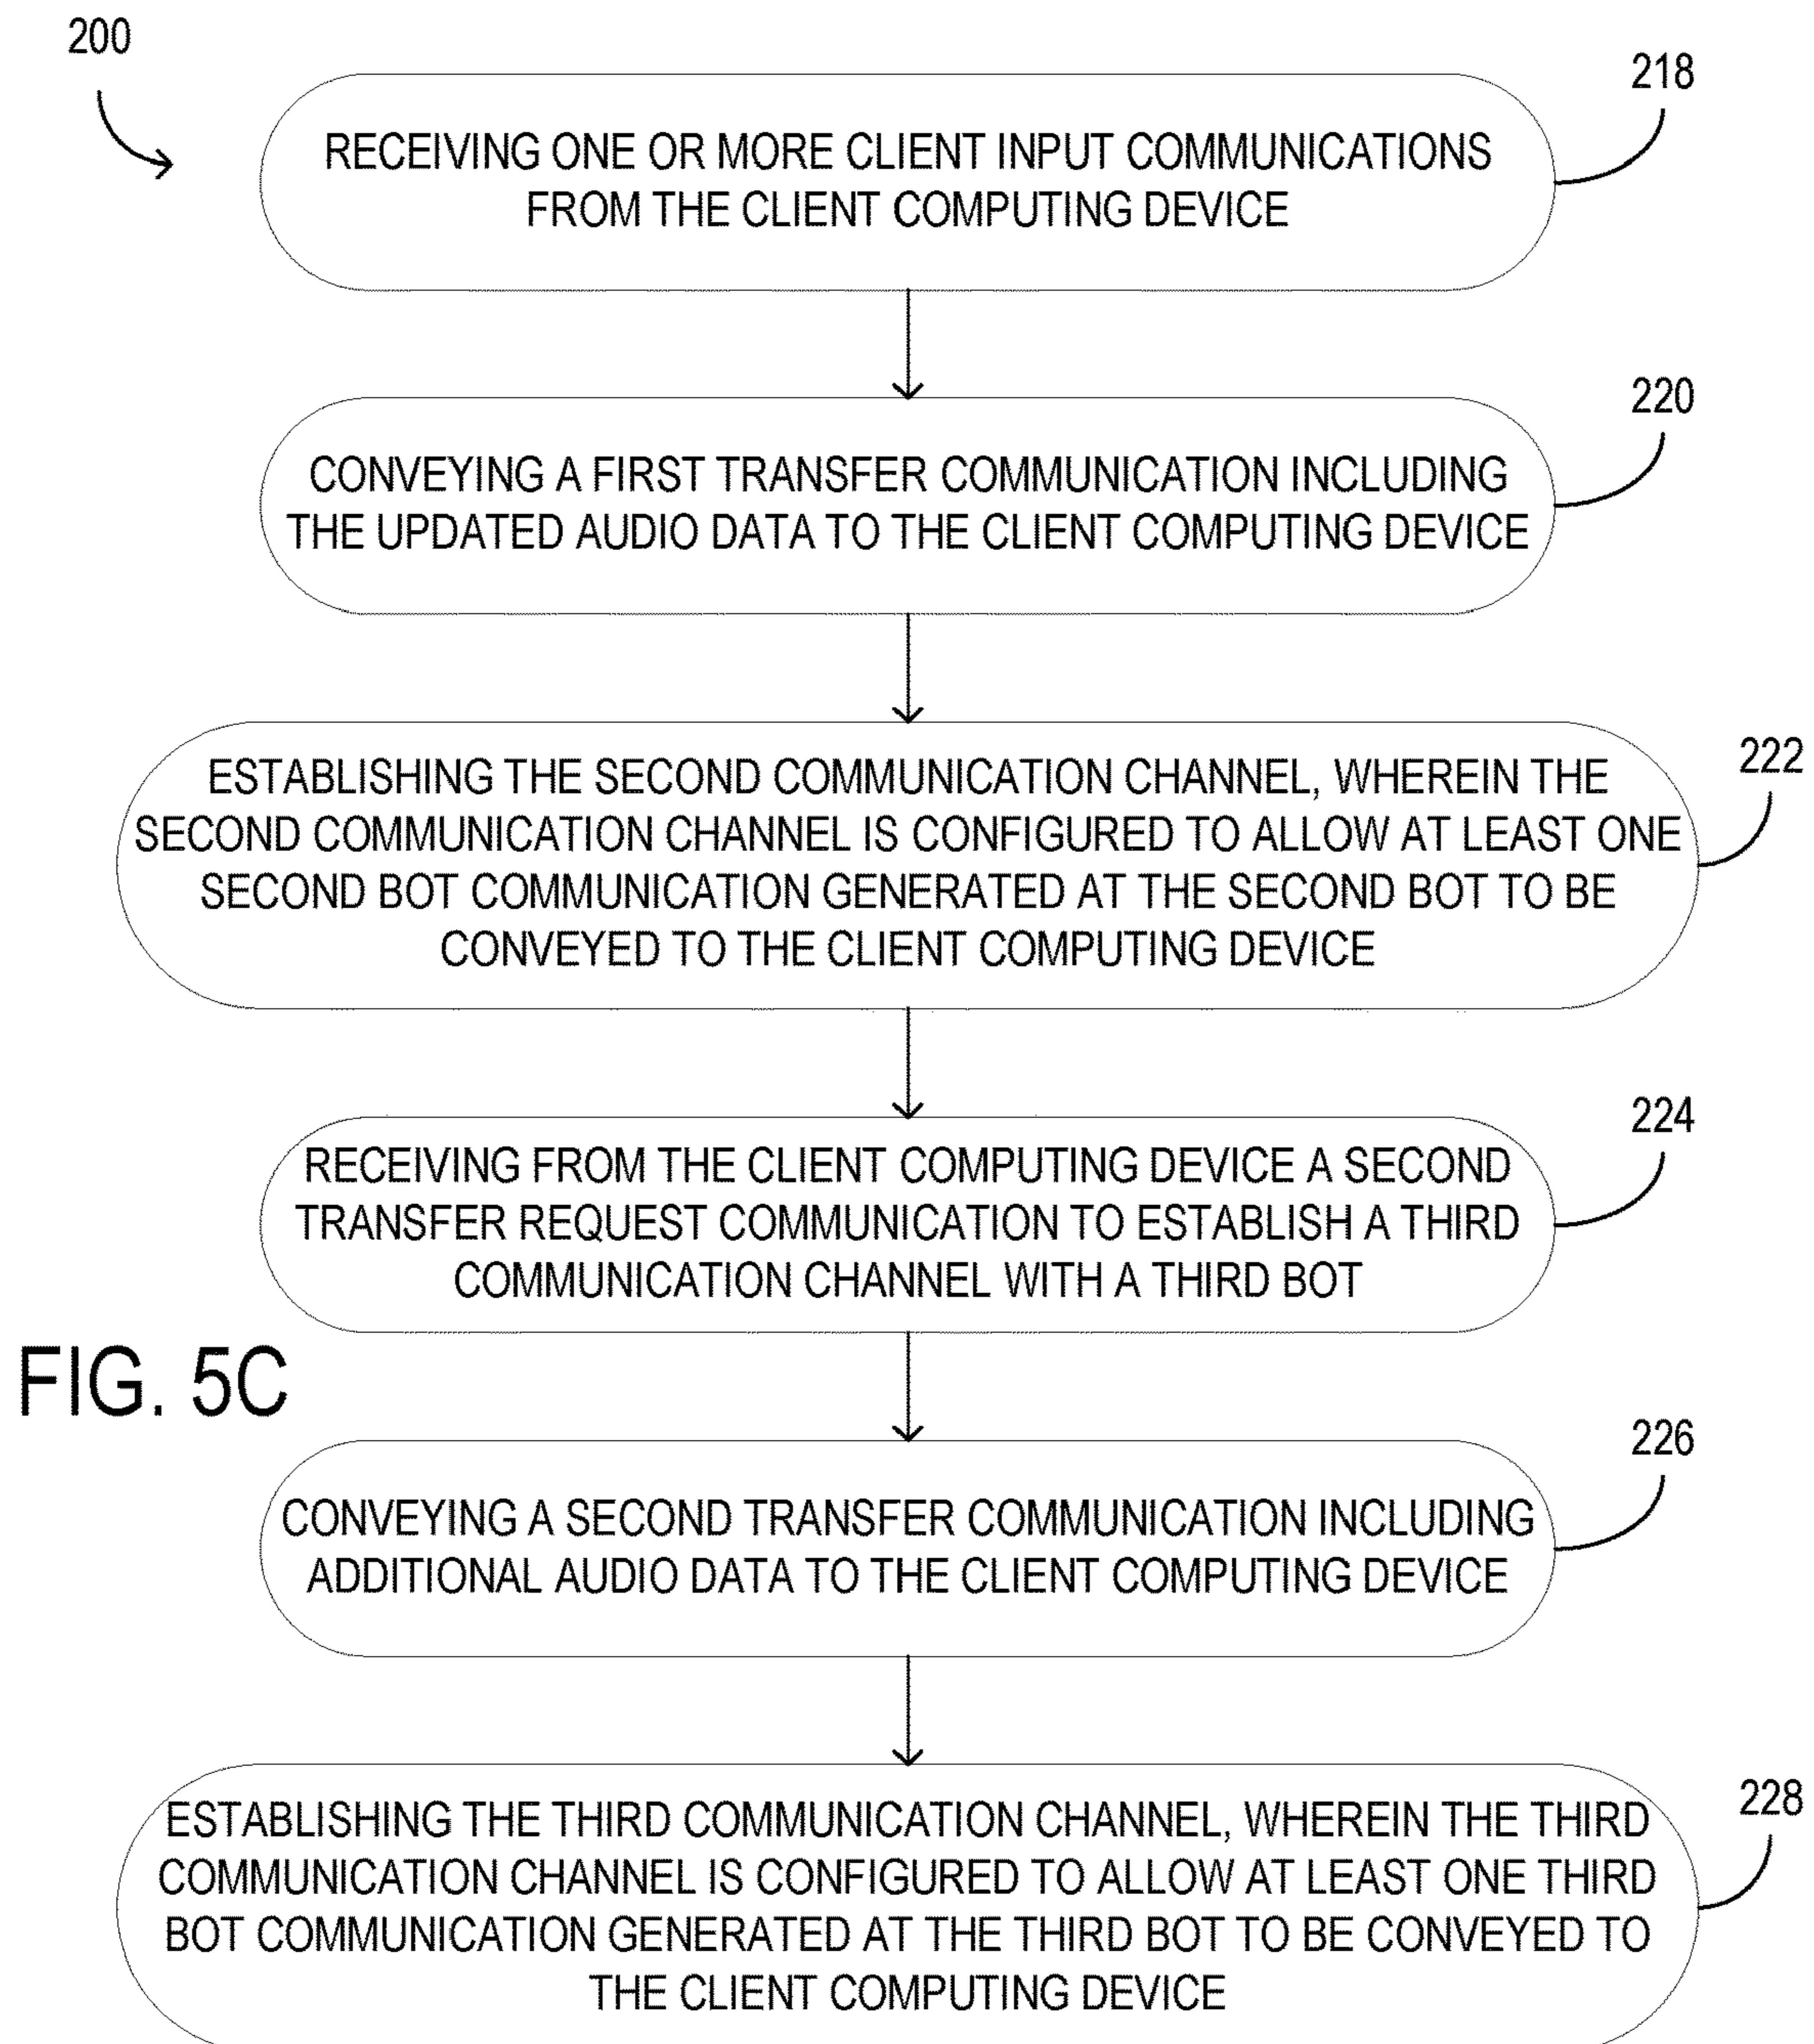 200
218
RECEIVING ONE OR MORE CLIENT INPUT COMMUNICATIONS
FROM THE CLIENT COMPUTING DEVICE
220
CONVEYING A FIRST TRANSFER COMMUNICATION INCLUDING
THE UPDATED AUDIO DATA TO THE CLIENT COMPUTING DEVICE
222
ESTABLISHING THE SECOND COMMUNICATION CHANNEL, WHEREIN THE
SECOND COMMUNICATION CHANNEL IS CONFIGURED TO ALLOW AT LEAST ONE
SECOND BOT COMMUNICATION GENERATED AT THE SECOND BOT TO BE
CONVEYED TO THE CLIENT COMPUTING DEVICE
224
RECEIVING FROM THE CLIENT COMPUTING DEVICE A SECOND
TRANSFER REQUEST COMMUNICATION TO ESTABLISH A THIRD
COMMUNICATION CHANNEL WITH A THIRD BOT
FIG. 5C
226
CONVEYING A SECOND TRANSFER COMMUNICATION INCLUDING
ADDITIONAL AUDIO DATA TO THE CLIENT COMPUTING DEVICE
228
ESTABLISHING THE THIRD COMMUNICATION CHANNEL, WHEREIN THE THIRD
COMMUNICATION CHANNEL IS CONFIGURED TO ALLOW AT LEAST ONE THIRD
BOT COMMUNICATION GENERATED AT THE THIRD BOT TO BE CONVEYED TO
THE CLIENT COMPUTING DEVICE